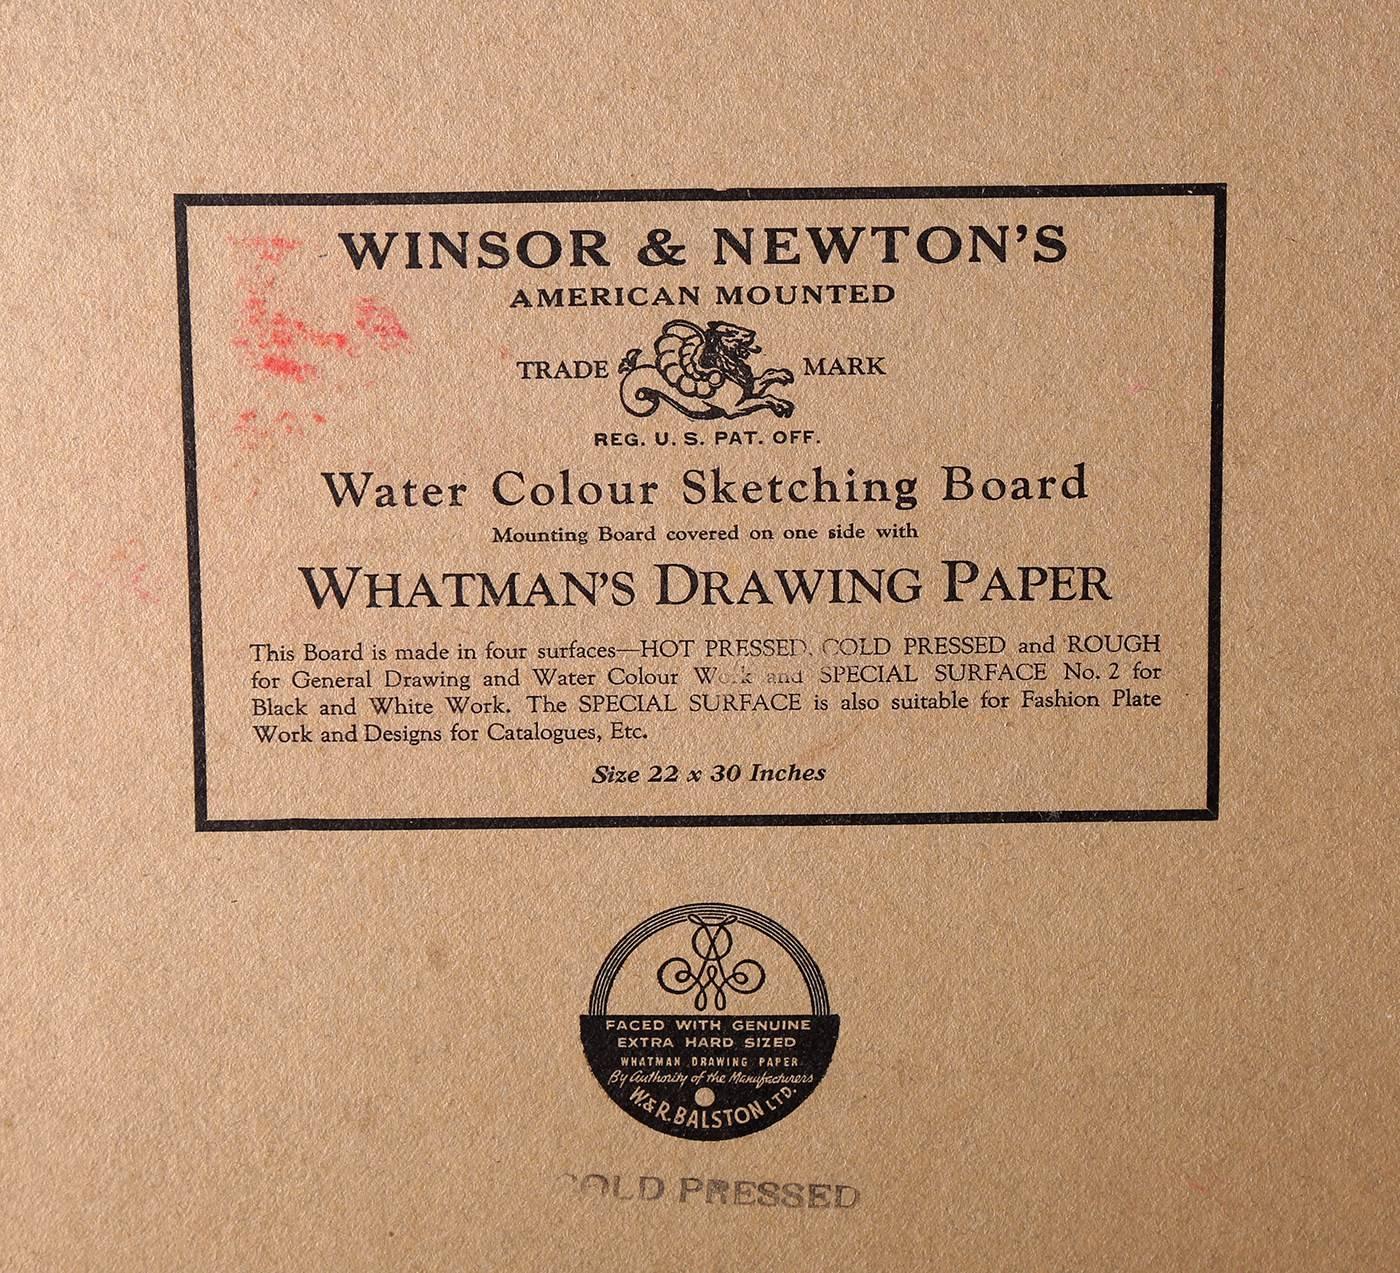 WINSOR & NEWTON'S
AMERICAN MOUNTED
TRADE MARK
REG. U. S. PAT. OFF.
Water Colour Sketching Board
Mounting Board covered on one side with
WHATMAN'S DRAWING PAPER
This Board is made in four surfaces—HOT PRESSED, COLD PRESSED and ROUGH
for General Drawing and Water Colour Work and SPECIAL SURFACE No. 2 for
Black and White Work. The SPECIAL SURFACE is also suitable for Fashion Plate
Work and Designs for Catalogues, Etc.
Size 22 x 30 Inches
FACED WITH GENUINE
EXTRA HARD SIZED
WHATMAN DRAWING PAPER
By Authority of the Manufacturers
W. & R. BALSTON LTD.
COLD PRESSED